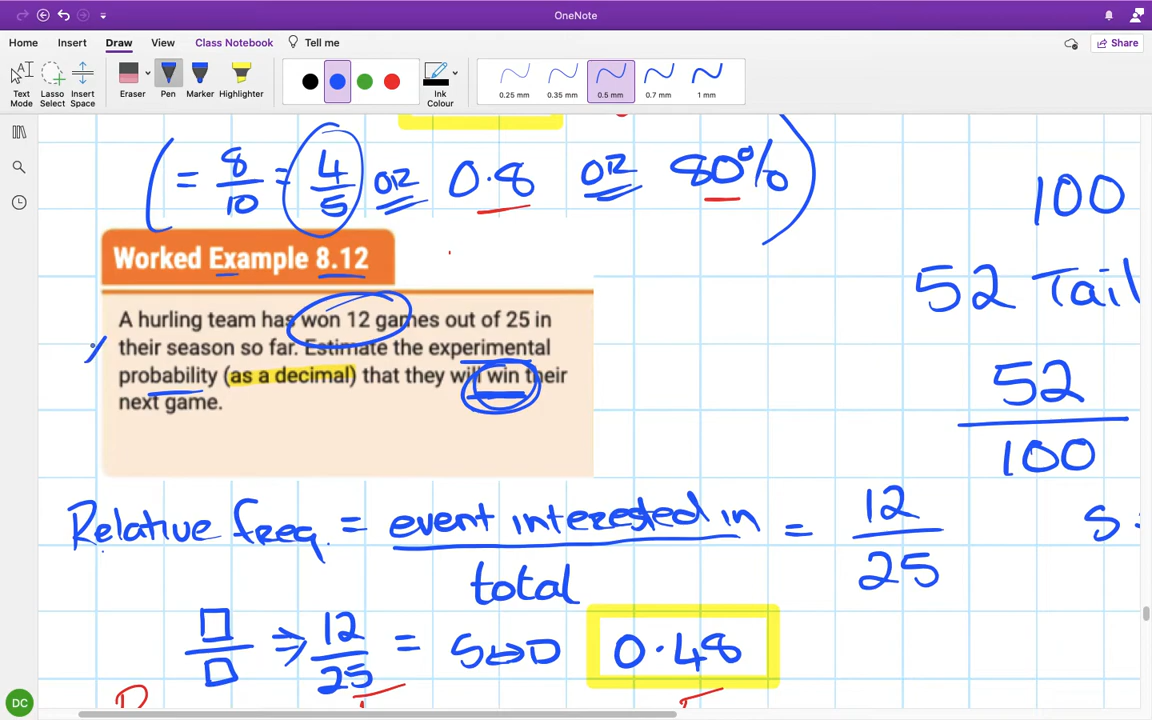 OneNote
Home Insert Draw View Class Notebook Tell me
Share
Text Mode
Lasso Select
Insert Space
Eraser
Pen
Marker
Highlighter
Ink Colour
0.25 mm
0.35 mm
0.5 mm
0.7 mm
1 mm
( = 8/10 = 4/5 OR 0.8 OR 80% )
100
Worked Example 8.12
52 Tail
A hurling team has won 12 games out of 25 in
their season so far. Estimate the experimental
probability (as a decimal) that they will win their
next game.
52/100
Relative freq. = event interested in / total = 12/25
S
□/□ ⇒ 12/25 = S⇔D 0.48
DC